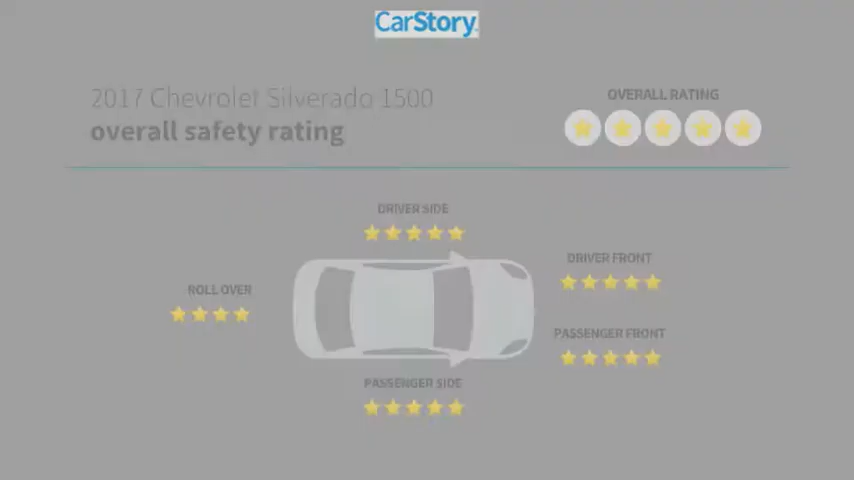 CarStory
2017 Chevrolet Silverado 1500
overall safety rating
OVERALL RATING
DRIVER SIDE
DRIVER FRONT
ROLL OVER
PASSENGER FRONT
PASSENGER SIDE